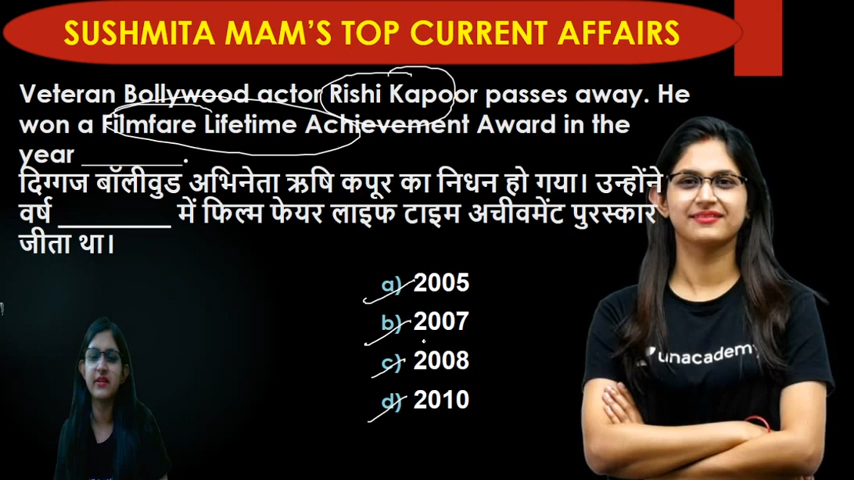 SUSHMITA MAM'S TOP CURRENT AFFAIRS
Veteran Bollywood actor Rishi Kapoor passes away. He
won a Filmfare Lifetime Achievement Award in the
year ________.
दिग्गज बॉलीवुड अभिनेता ऋषि कपूर का निधन हो गया। उन्होंने
वर्ष ________ में फिल्म फेयर लाइफ टाइम अचीवमेंट पुरस्कार
जीता था।
a) 2005
b) 2007
c) 2008
d) 2010
unacademy